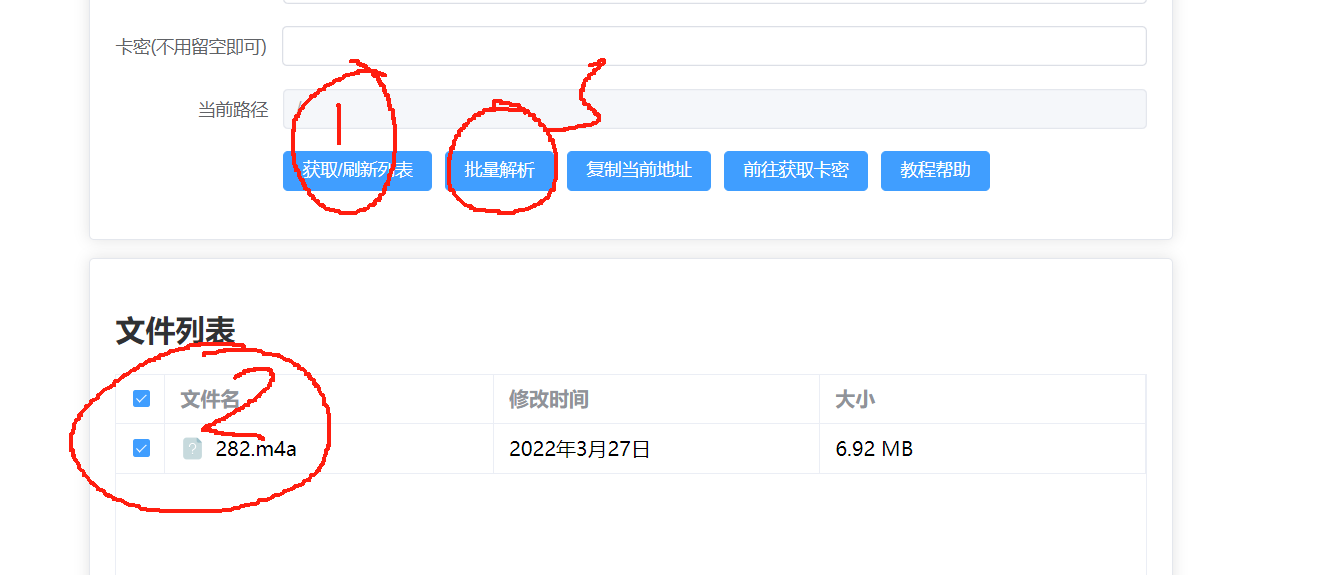 卡密(不用留空即可)
当前路径 /
1
获取/刷新列表 批量解析 复制当前地址 前往获取卡密 教程帮助
文件列表
文件名 修改时间 大小
2
282.m4a 2022年3月27日 6.92 MB